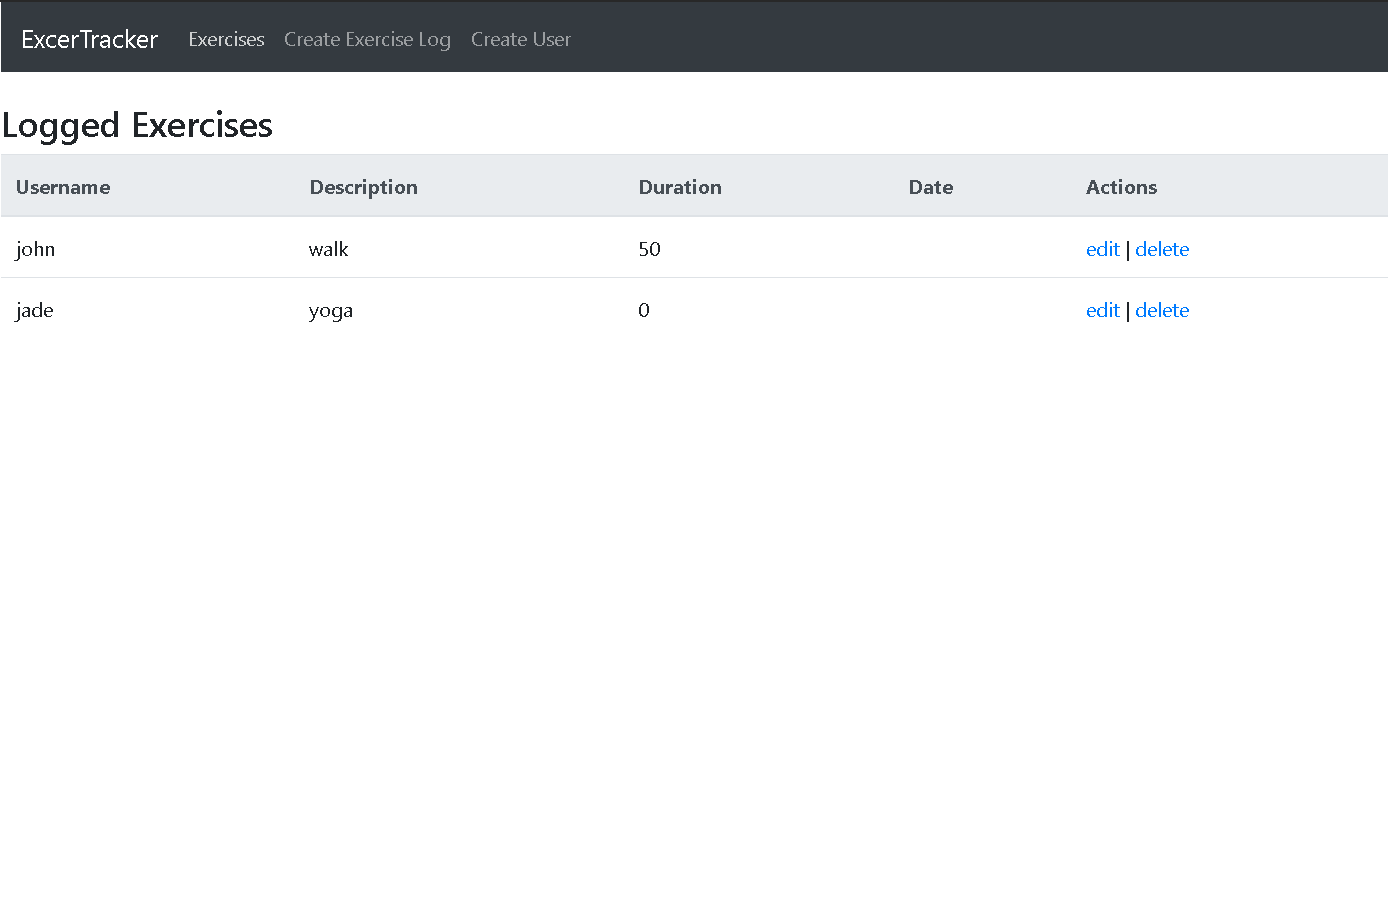 ExcerTracker Exercises Create Exercise Log Create User
Logged Exercises
Username Description Duration Date Actions
john walk 50 edit | delete
jade yoga 0 edit | delete